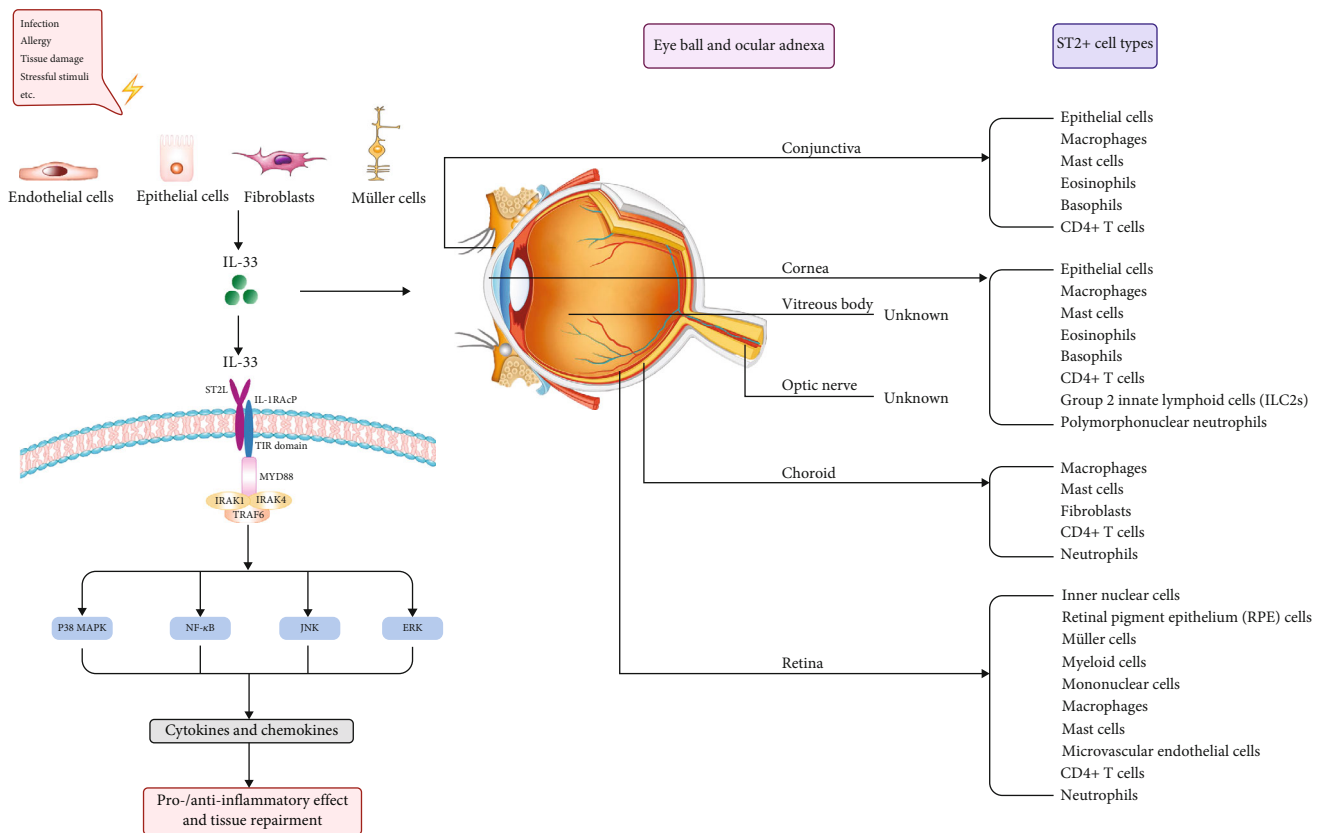 Infection
Allergy
Tissue damage
Stressful stimuli
etc.
Endothelial cells
Epithelial cells
Fibroblasts
Müller cells
IL-33
IL-33
ST2L
IL-1RAcP
TIR domain
MYD88
IRAK1
IRAK4
TRAF6
P38 MAPK
NF-κB
JNK
ERK
Cytokines and chemokines
Pro-/anti-inflammatory effect
and tissue repairment
Eye ball and ocular adnexa
ST2+ cell types
Conjunctiva
Epithelial cells
Macrophages
Mast cells
Eosinophils
Basophils
CD4+ T cells
Cornea
Epithelial cells
Macrophages
Mast cells
Eosinophils
Basophils
CD4+ T cells
Group 2 innate lymphoid cells (ILC2s)
Polymorphonuclear neutrophils
Vitreous body
Unknown
Optic nerve
Unknown
Choroid
Macrophages
Mast cells
Fibroblasts
CD4+ T cells
Neutrophils
Retina
Inner nuclear cells
Retinal pigment epithelium (RPE) cells
Müller cells
Myeloid cells
Mononuclear cells
Macrophages
Mast cells
Microvascular endothelial cells
CD4+ T cells
Neutrophils